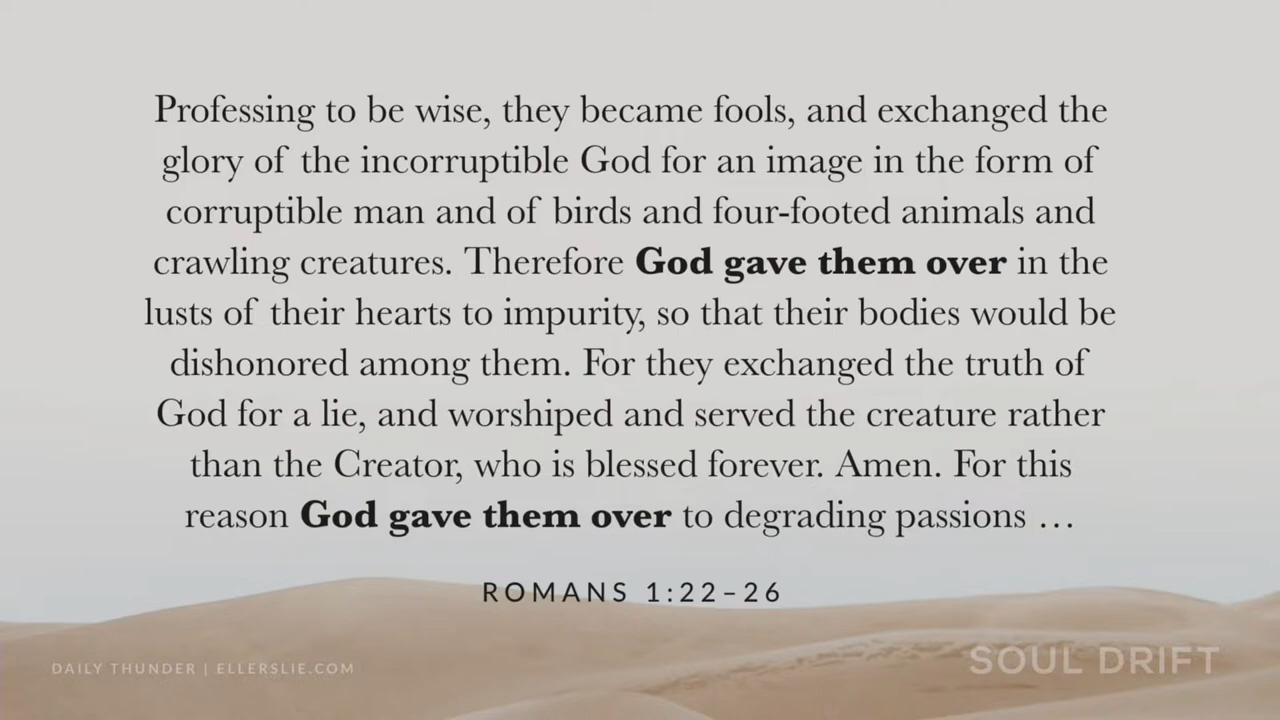 Professing to be wise, they became fools, and exchanged the
glory of the incorruptible God for an image in the form of
corruptible man and of birds and four-footed animals and
crawling creatures. Therefore God gave them over in the
lusts of their hearts to impurity, so that their bodies would be
dishonored among them. For they exchanged the truth of
God for a lie, and worshiped and served the creature rather
than the Creator, who is blessed forever. Amen. For this
reason God gave them over to degrading passions …
ROMANS 1:22–26
DAILY THUNDER | ELLERSLIE.COM
SOUL DRIFT